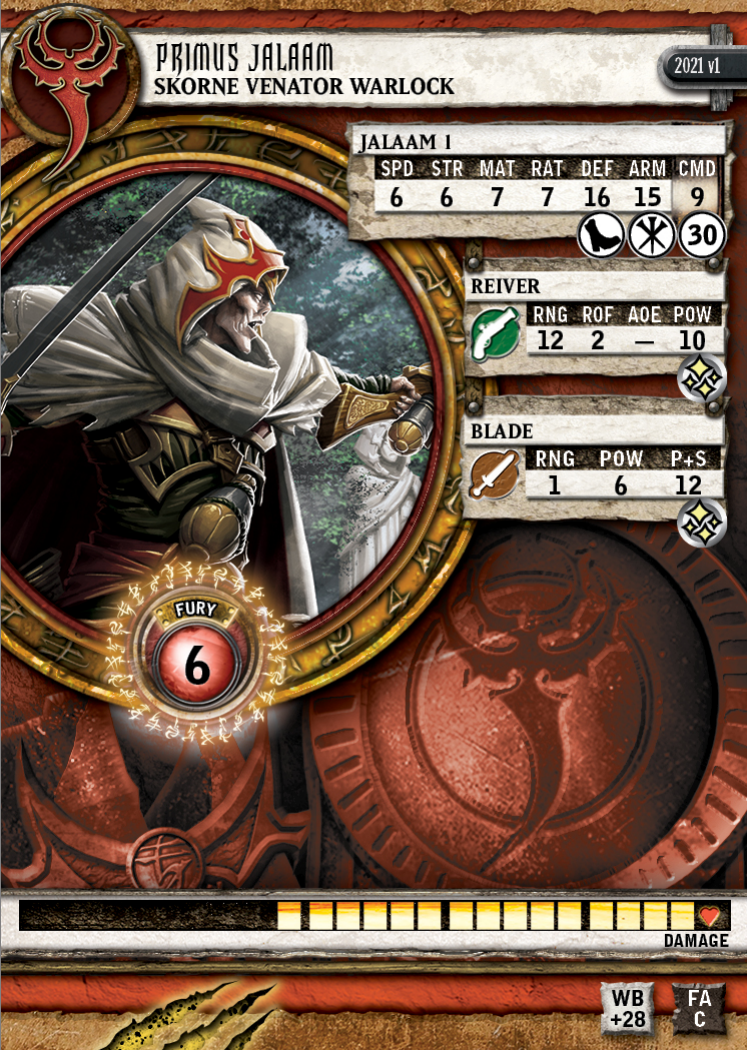 PRIMUS JALAAM
SKORNE VENATOR WARLOCK
2021 v1
JALAAM 1
SPD STR MAT RAT DEF ARM CMD
6 6 7 7 16 15 9
30
REIVER
RNG ROF AOE POW
12 2 — 10
BLADE
RNG POW P+S
1 6 12
FURY
6
DAMAGE
WB
+28
FA
C